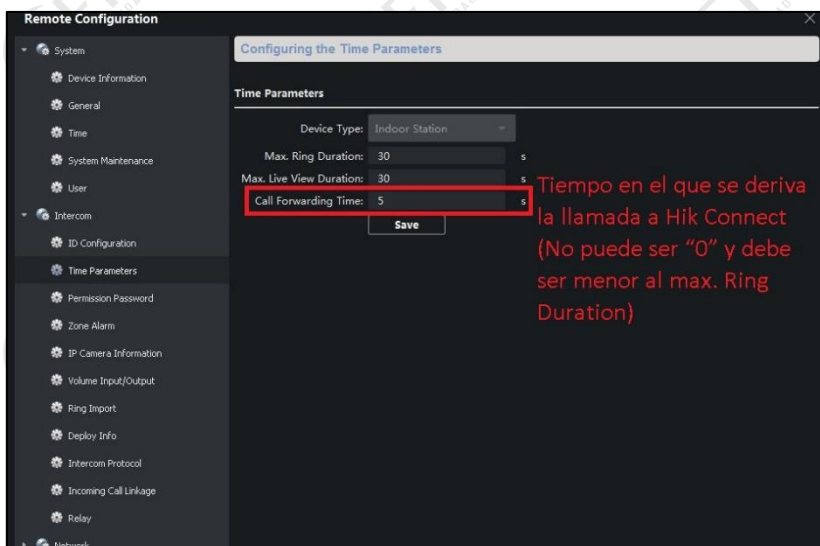 Remote Configuration
System
Device Information
General
Time
System Maintenance
User
Intercom
ID Configuration
Time Parameters
Permission Password
Zone Alarm
IP Camera Information
Volume Input/Output
Ring Import
Deploy Info
Intercom Protocol
Incoming Call Linkage
Relay
Network
Configuring the Time Parameters
Time Parameters
Device Type: Indoor Station
Max. Ring Duration: 30 s
Max. Live View Duration: 30 s
Call Forwarding Time: 5 s
Save
Tiempo en el que se deriva
la llamada a Hik Connect
(No puede ser “0” y debe
ser menor al max. Ring
Duration)